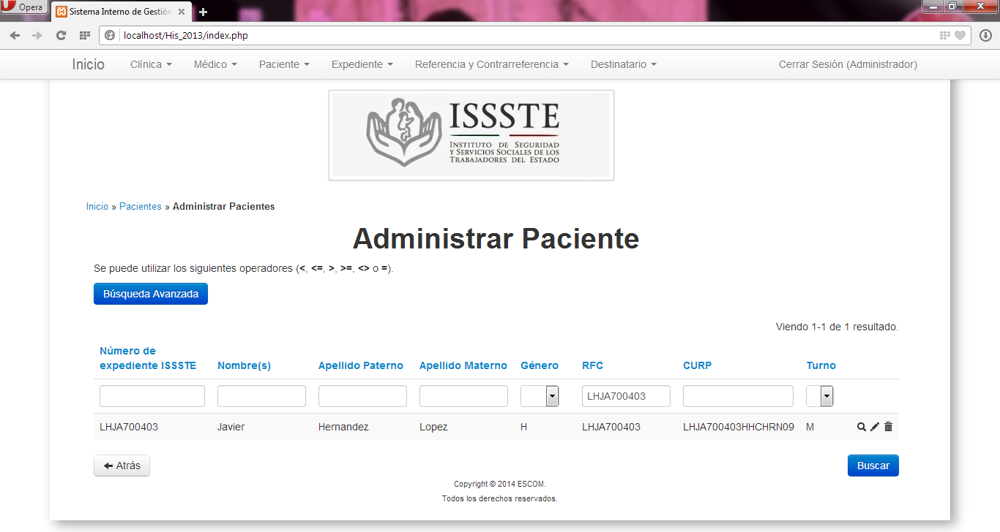 Opera
Sistema Interno de Gestión
localhost/His_2013/index.php
Inicio Clínica Médico Paciente Expediente Referencia y Contrarreferencia Destinatario Cerrar Sesión (Administrador)
ISSSTE
INSTITUTO DE SEGURIDAD
Y SERVICIOS SOCIALES DE LOS
TRABAJADORES DEL ESTADO
Inicio » Pacientes » Administrar Pacientes
Administrar Paciente
Se puede utilizar los siguientes operadores (<, <=, >, >=, <> o =).
Búsqueda Avanzada
Viendo 1-1 de 1 resultado.
Número de
expediente ISSSTE Nombre(s) Apellido Paterno Apellido Materno Género RFC CURP Turno
LHJA700403
LHJA700403 Javier Hernandez Lopez H LHJA700403 LHJA700403HHCHRN09 M
Atrás Buscar
Copyright © 2014 ESCOM.
Todos los derechos reservados.